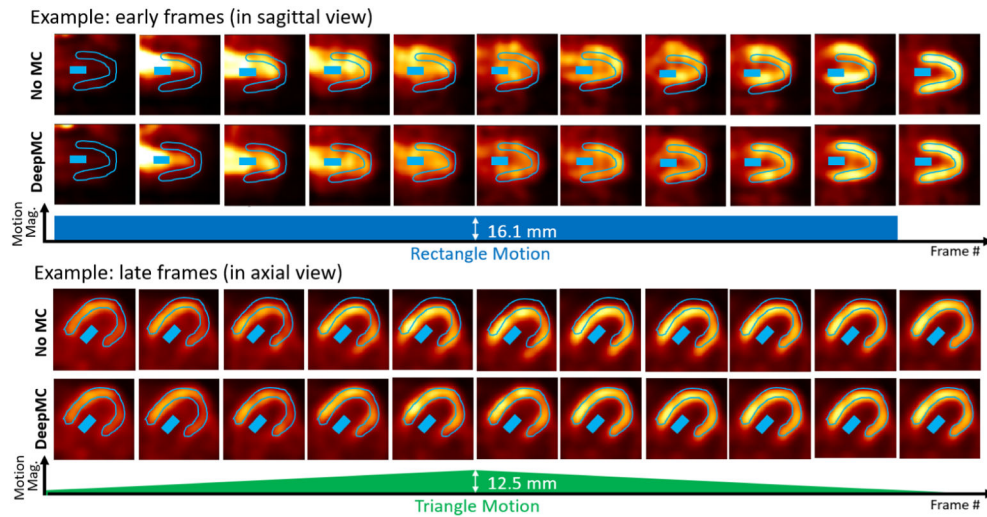 Example: early frames (in sagittal view)
No MC
DeepMC
Motion
Mag.
16.1 mm
Rectangle Motion
Frame #
Example: late frames (in axial view)
No MC
DeepMC
Motion
Mag.
12.5 mm
Triangle Motion
Frame #